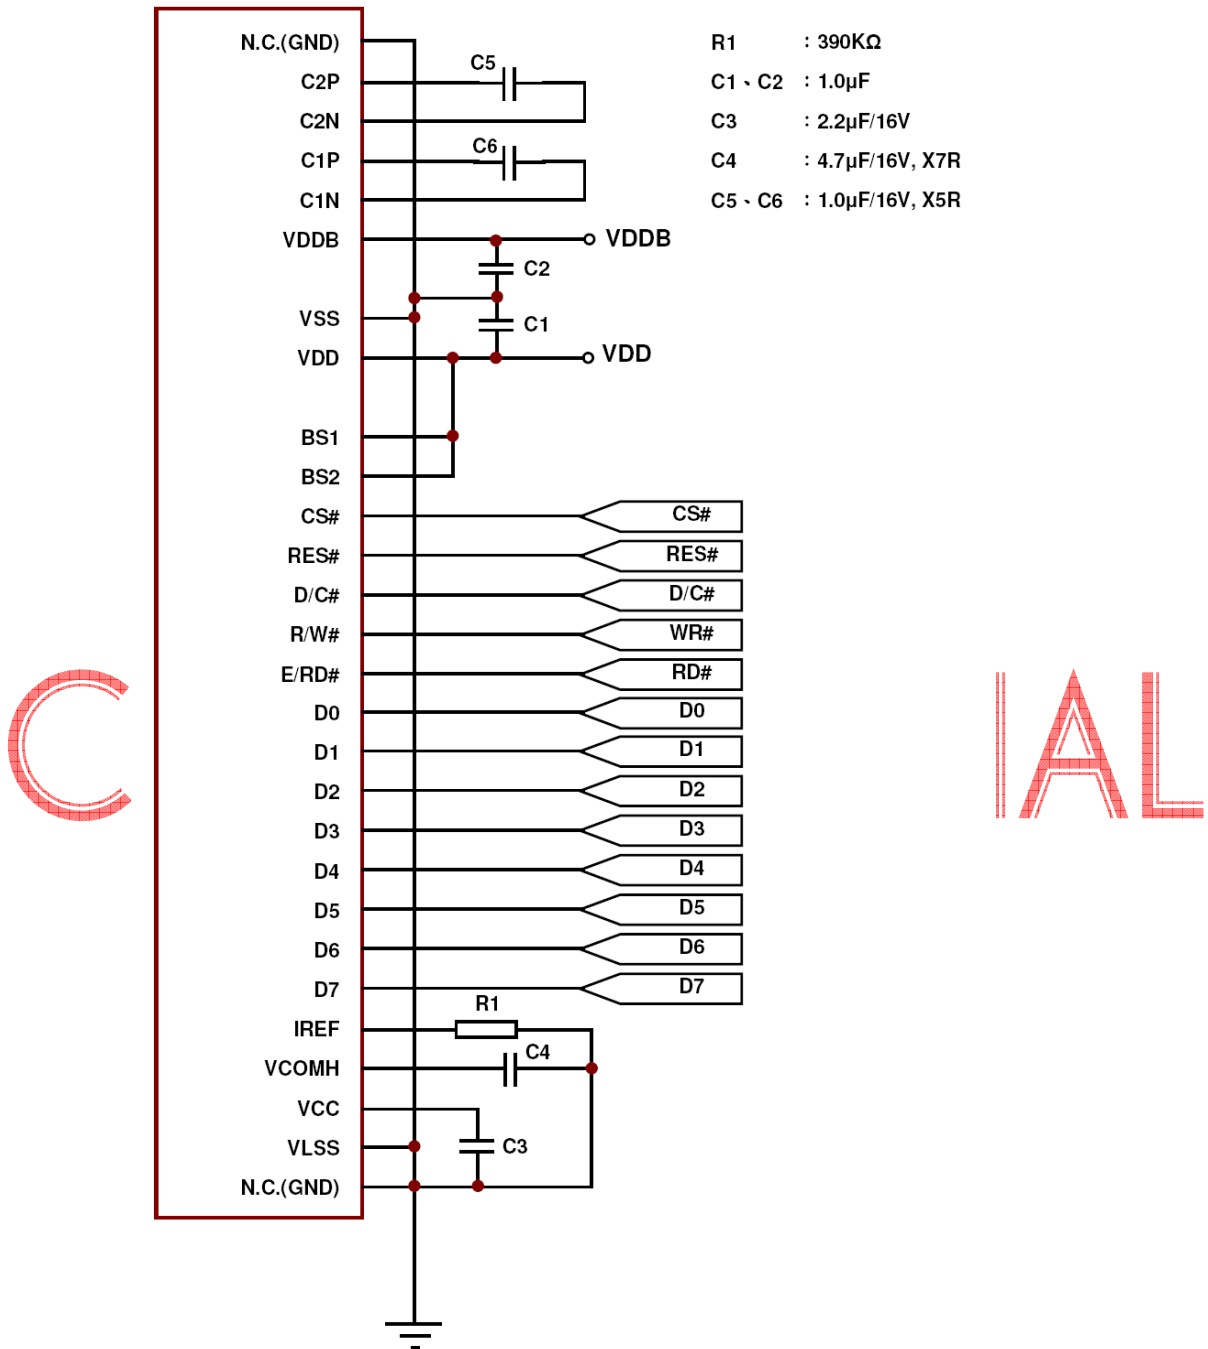 N.C.(GND)
C2P
C2N
C1P
C1N
VDDB
VSS
VDD
BS1
BS2
CS#
RES#
D/C#
R/W#
E/RD#
D0
D1
D2
D3
D4
D5
D6
D7
IREF
VCOMH
VCC
VLSS
N.C.(GND)
C5
C6
VDDB
C2
C1
VDD
CS#
RES#
D/C#
WR#
RD#
D0
D1
D2
D3
D4
D5
D6
D7
R1
C4
C3
R1 : 390KΩ
C1、C2 : 1.0μF
C3 : 2.2μF/16V
C4 : 4.7μF/16V, X7R
C5、C6 : 1.0μF/16V, X5R
C IAL